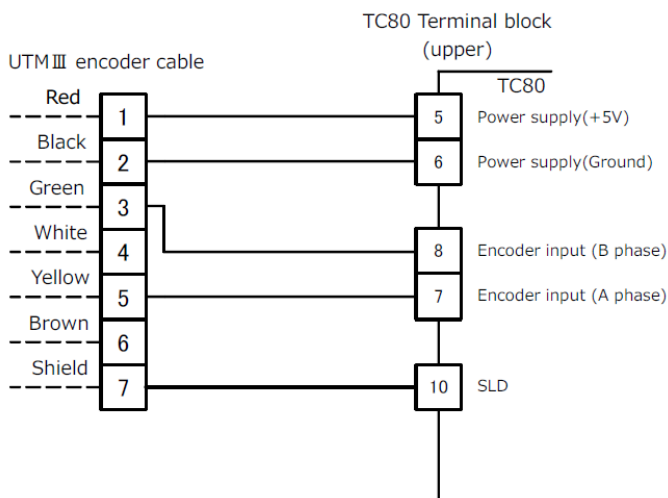 TC80 Terminal block
(upper)
UTMⅢ encoder cable
TC80
Red
1
5
Power supply(+5V)
Black
2
6
Power supply(Ground)
Green
3
White
4
8
Encoder input (B phase)
Yellow
5
7
Encoder input (A phase)
Brown
6
Shield
7
10
SLD